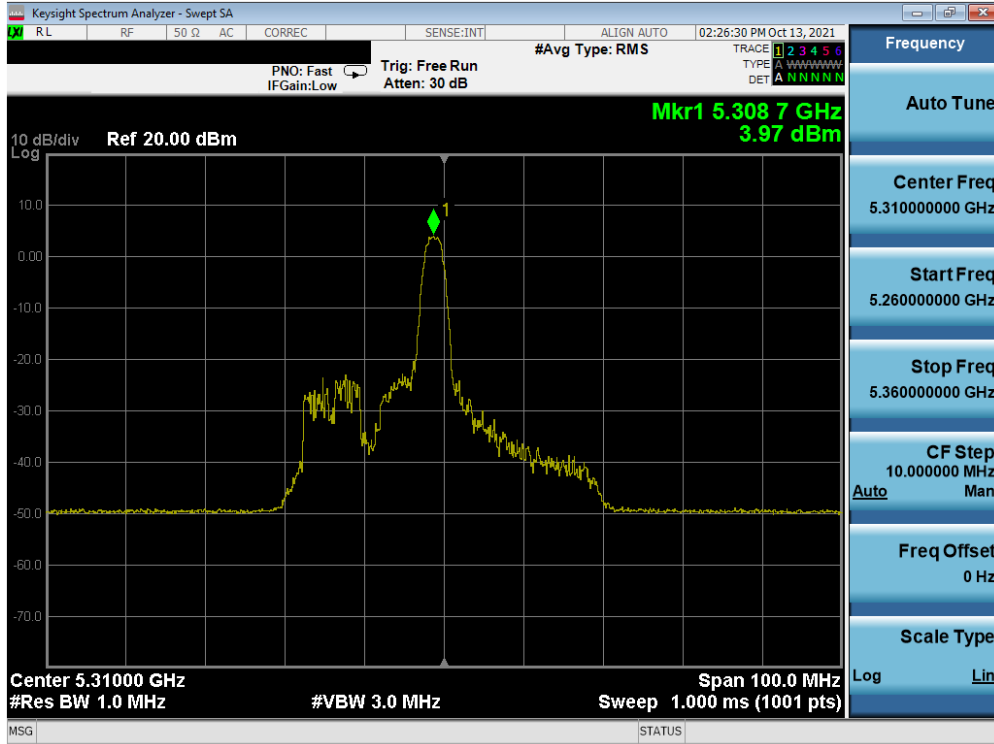 Keysight Spectrum Analyzer - Swept SA
LXI RL RF 50 Ω AC CORREC SENSE:INT ALIGN AUTO 02:26:30 PM Oct 13, 2021
PNO: Fast
IFGain:Low
Trig: Free Run
Atten: 30 dB
#Avg Type: RMS
TRACE 1 2 3 4 5 6
TYPE A WWWWW
DET A N N N N N
Mkr1 5.308 7 GHz
3.97 dBm
10 dB/div
Log
Ref 20.00 dBm
1
10.0
0.00
-10.0
-20.0
-30.0
-40.0
-50.0
-60.0
-70.0
Center 5.31000 GHz
Span 100.0 MHz
#Res BW 1.0 MHz
#VBW 3.0 MHz
Sweep 1.000 ms (1001 pts)
MSG
STATUS
Frequency
Auto Tune
Center Freq
5.310000000 GHz
Start Freq
5.260000000 GHz
Stop Freq
5.360000000 GHz
CF Step
10.000000 MHz
Auto Man
Freq Offset
0 Hz
Scale Type
Log Lin